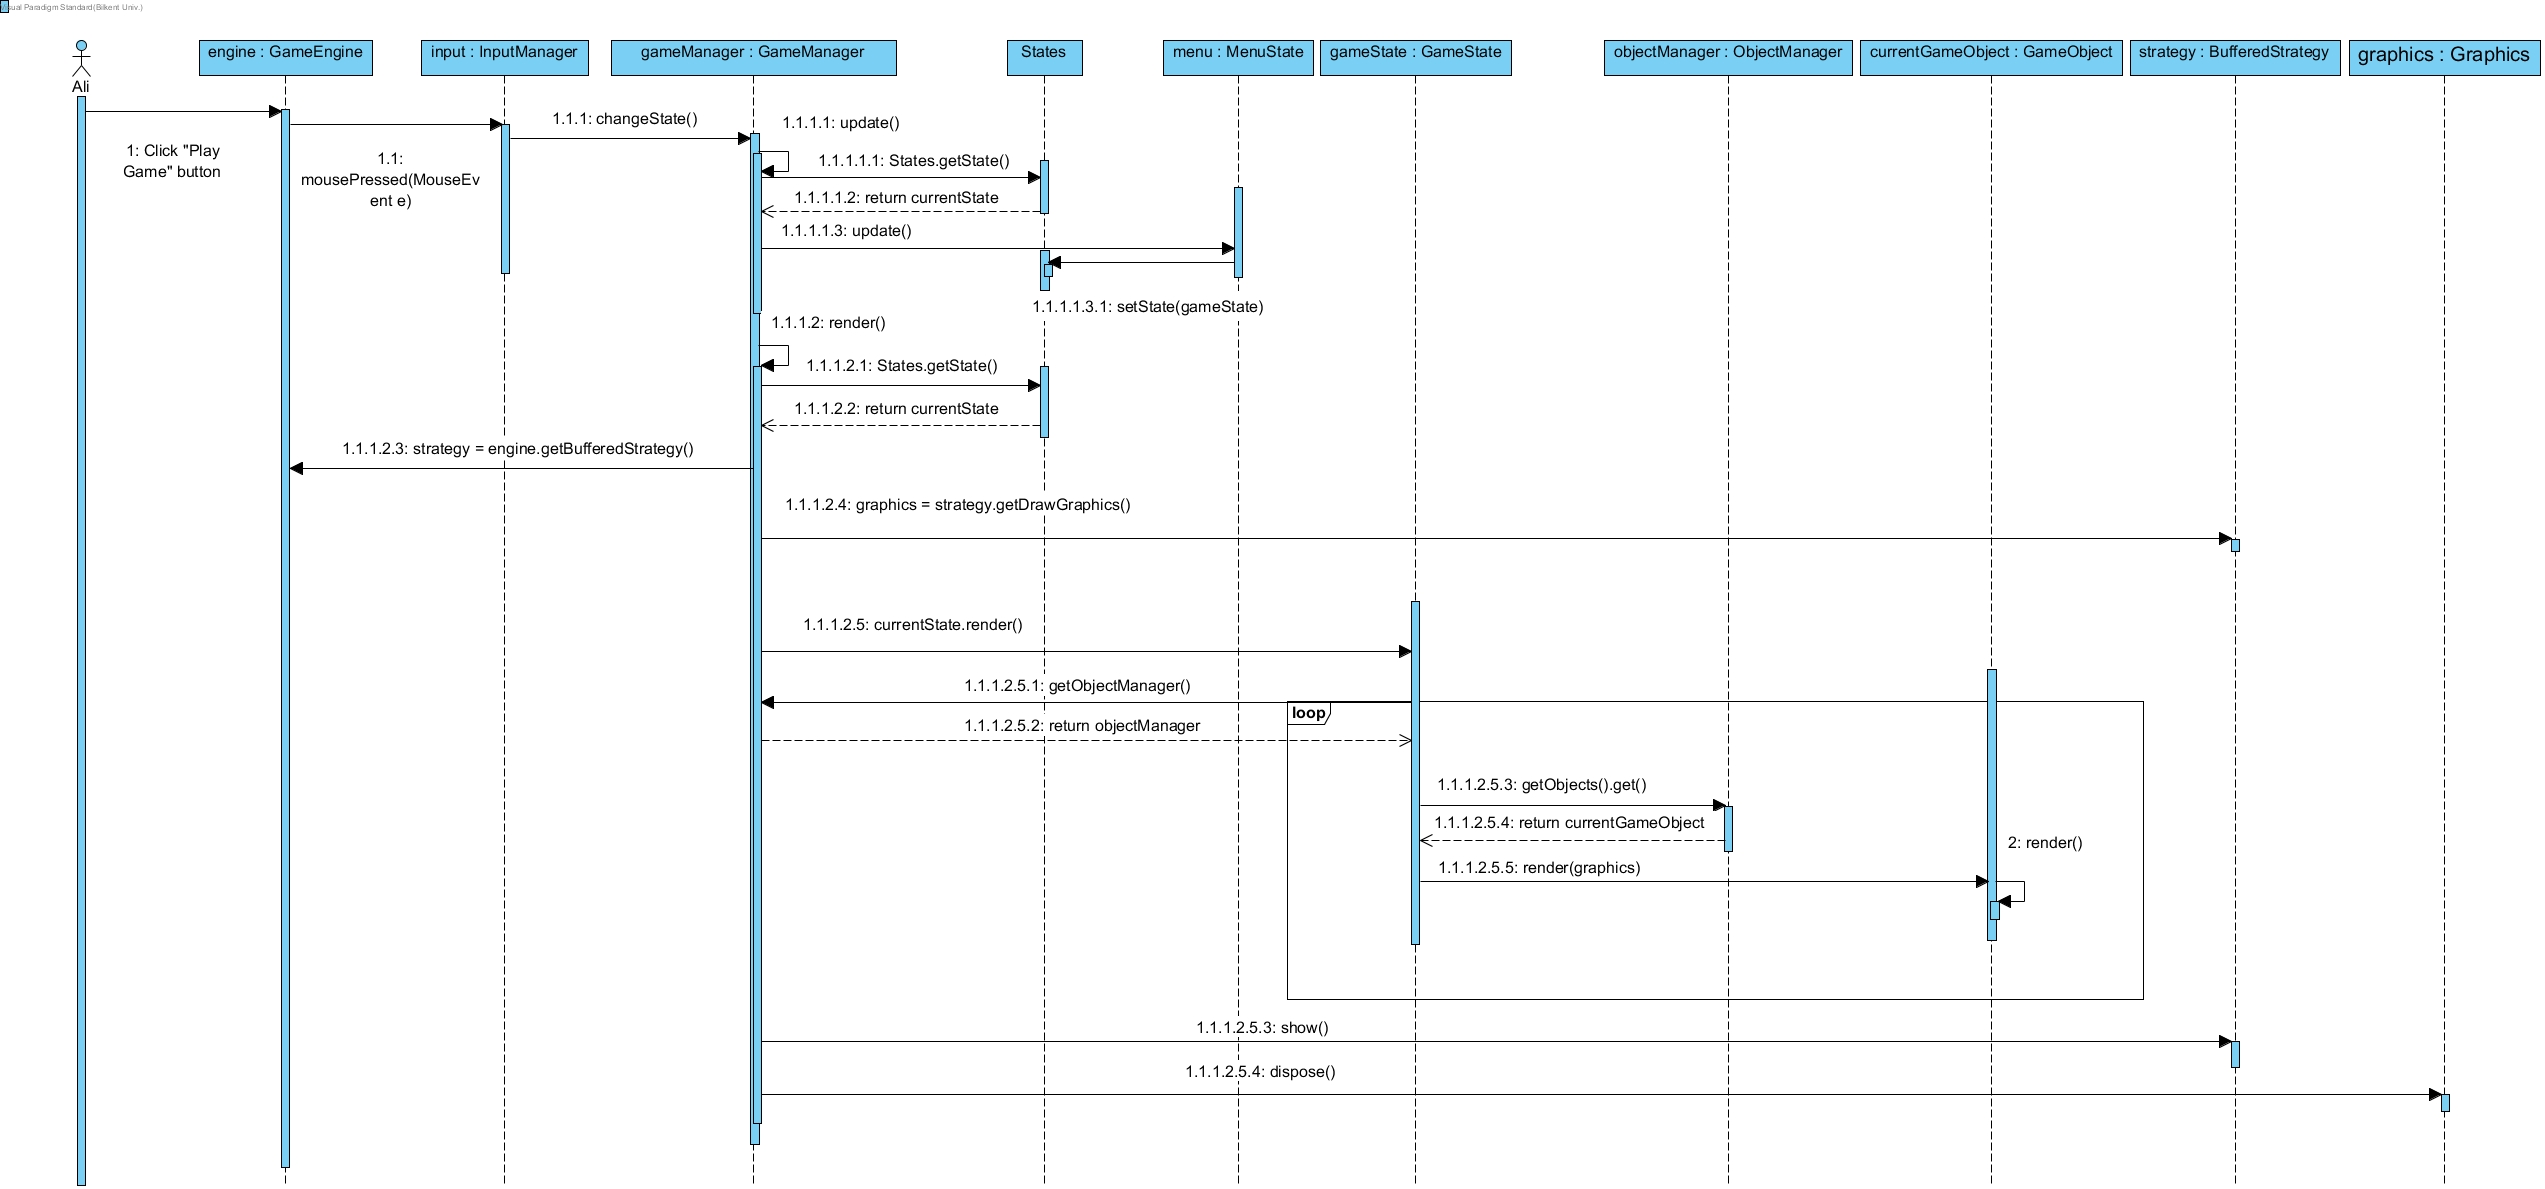 Visual Paradigm Standard(Bilkent Univ.)
Ali
engine : GameEngine
input : InputManager
gameManager : GameManager
States
menu : MenuState
gameState : GameState
objectManager : ObjectManager
currentGameObject : GameObject
strategy : BufferedStrategy
graphics : Graphics
1: Click "Play
Game" button
1.1:
mousePressed(MouseEv
ent e)
1.1.1: changeState()
1.1.1.1: update()
1.1.1.1.1: States.getState()
1.1.1.1.2: return currentState
1.1.1.1.3: update()
1.1.1.1.3.1: setState(gameState)
1.1.1.2: render()
1.1.1.2.1: States.getState()
1.1.1.2.2: return currentState
1.1.1.2.3: strategy = engine.getBufferedStrategy()
1.1.1.2.4: graphics = strategy.getDrawGraphics()
1.1.1.2.5: currentState.render()
1.1.1.2.5.1: getObjectManager()
loop
1.1.1.2.5.2: return objectManager
1.1.1.2.5.3: getObjects().get()
1.1.1.2.5.4: return currentGameObject
2: render()
1.1.1.2.5.5: render(graphics)
1.1.1.2.5.3: show()
1.1.1.2.5.4: dispose()